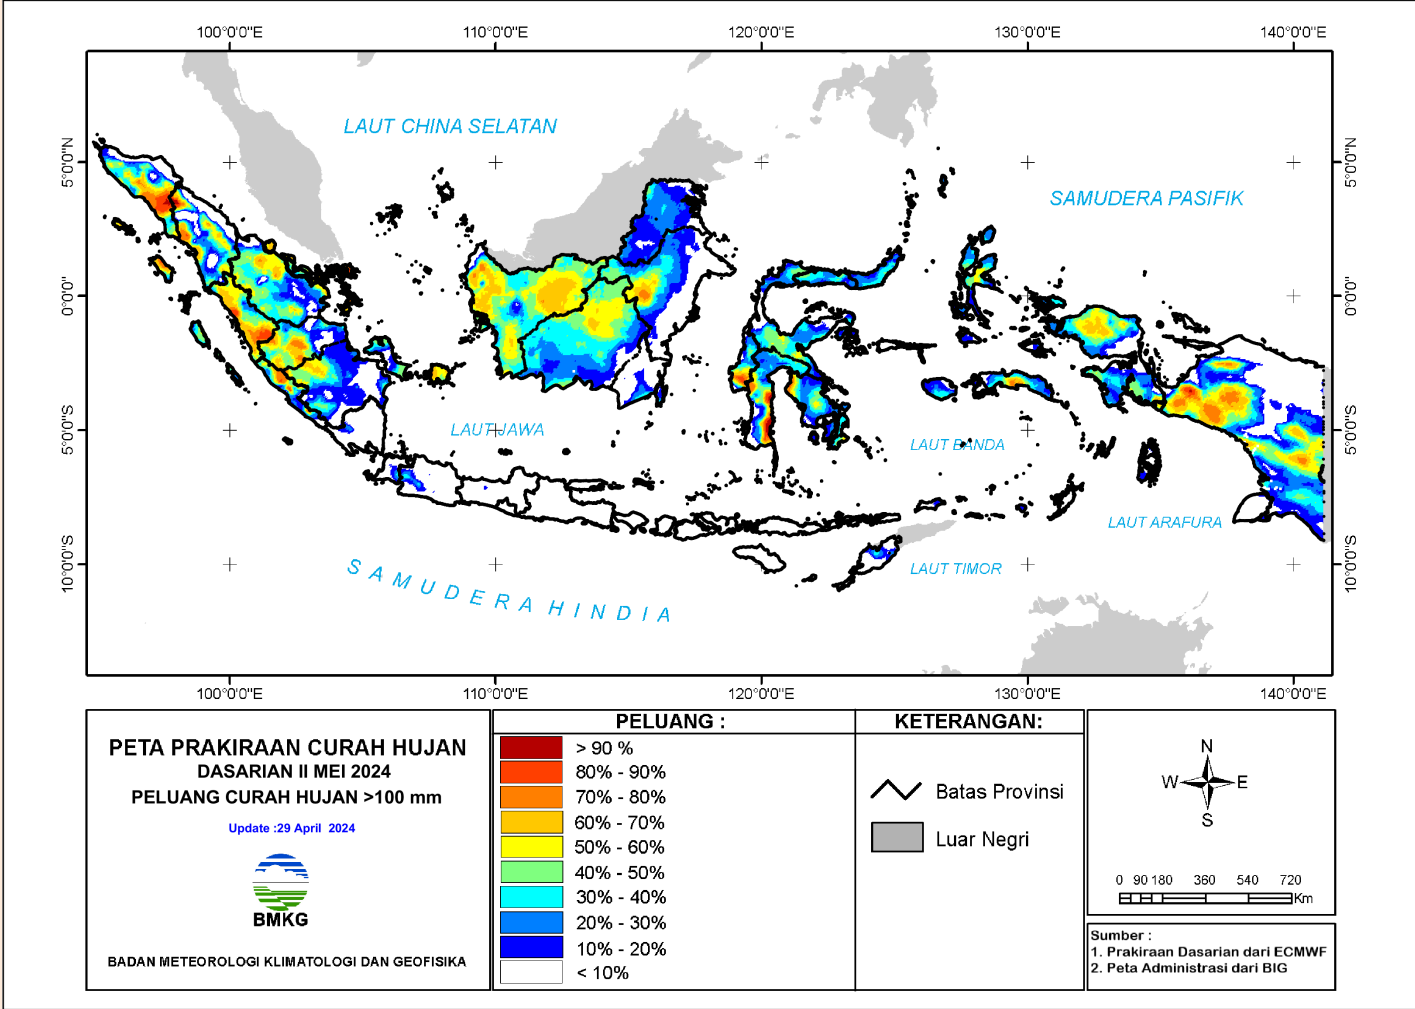 100°0'0"E 110°0'0"E 120°0'0"E 130°0'0"E 140°0'0"E
5°0'0"N
0°0'0"
5°0'0"S
10°0'0"S
LAUT CHINA SELATAN
SAMUDERA PASIFIK
LAUT JAWA
LAUT BANDA
LAUT ARAFURA
LAUT TIMOR
SAMUDERA HINDIA
5°0'0"N
0°0'0"
5°0'0"S
10°0'0"S
100°0'0"E 110°0'0"E 120°0'0"E 130°0'0"E 140°0'0"E
PETA PRAKIRAAN CURAH HUJAN
DASARIAN II MEI 2024
PELUANG CURAH HUJAN >100 mm
Update :29 April 2024
BMKG
BADAN METEOROLOGI KLIMATOLOGI DAN GEOFISIKA
PELUANG :
> 90 %
80% - 90%
70% - 80%
60% - 70%
50% - 60%
40% - 50%
30% - 40%
20% - 30%
10% - 20%
< 10%
KETERANGAN:
Batas Provinsi
Luar Negri
N
W E
S
0 90 180 360 540 720
Km
Sumber :
1. Prakiraan Dasarian dari ECMWF
2. Peta Administrasi dari BIG